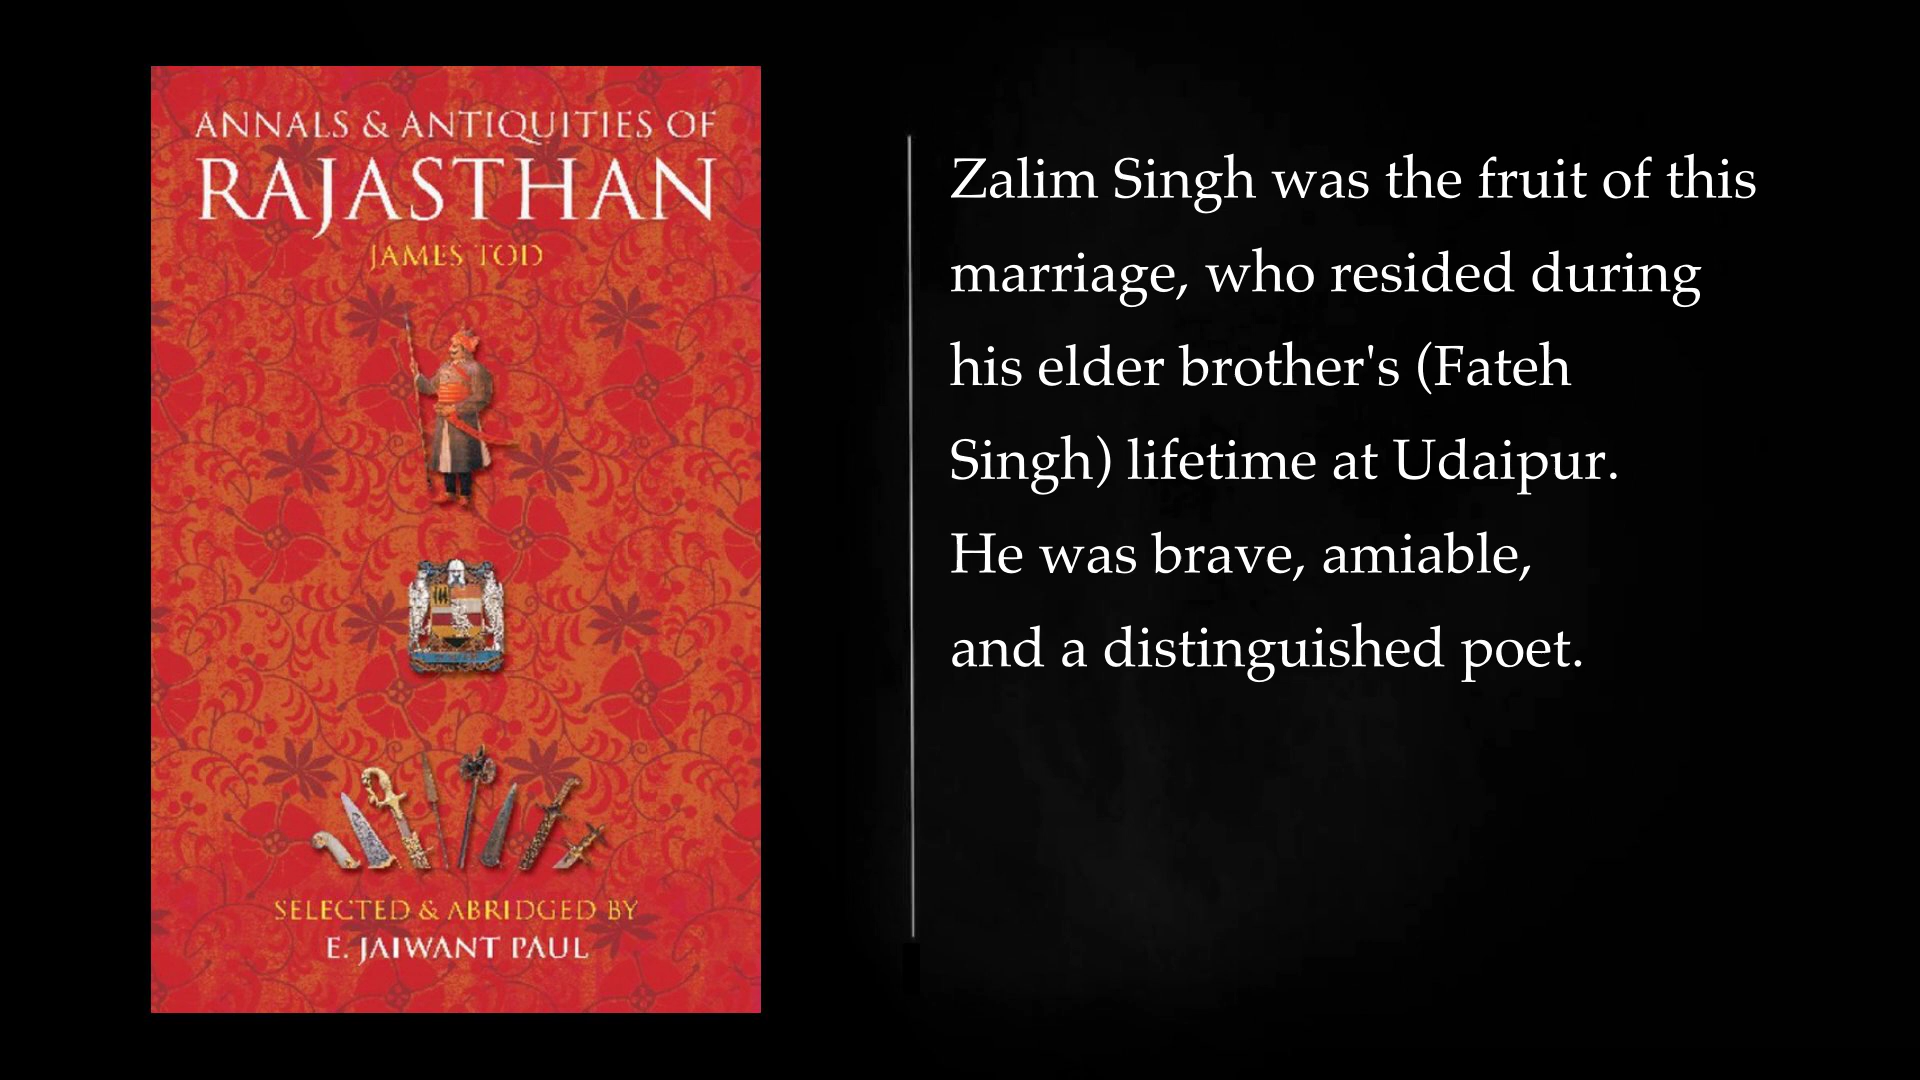 ANNALS & ANTIQUITIES OF
RAJASTHAN
JAMES TOD
SELECTED & ABRIDGED BY
E. JAIWANT PAUL
Zalim Singh was the fruit of this
marriage, who resided during
his elder brother's (Fateh
Singh) lifetime at Udaipur.
He was brave, amiable,
and a distinguished poet.